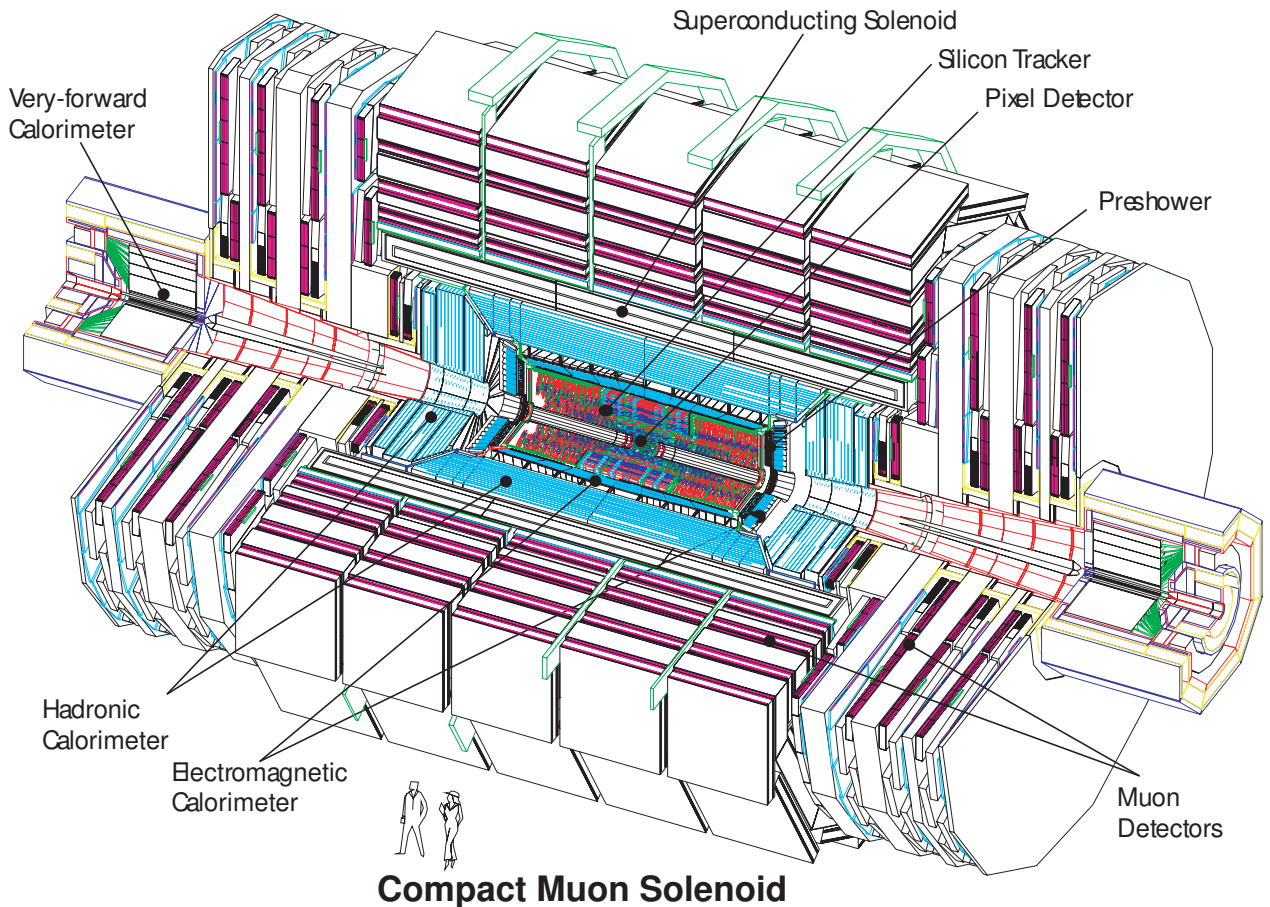 Superconducting Solenoid
Silicon Tracker
Pixel Detector
Very-forward
Calorimeter
Preshower
Hadronic
Calorimeter
Electromagnetic
Calorimeter
Muon
Detectors
Compact Muon Solenoid